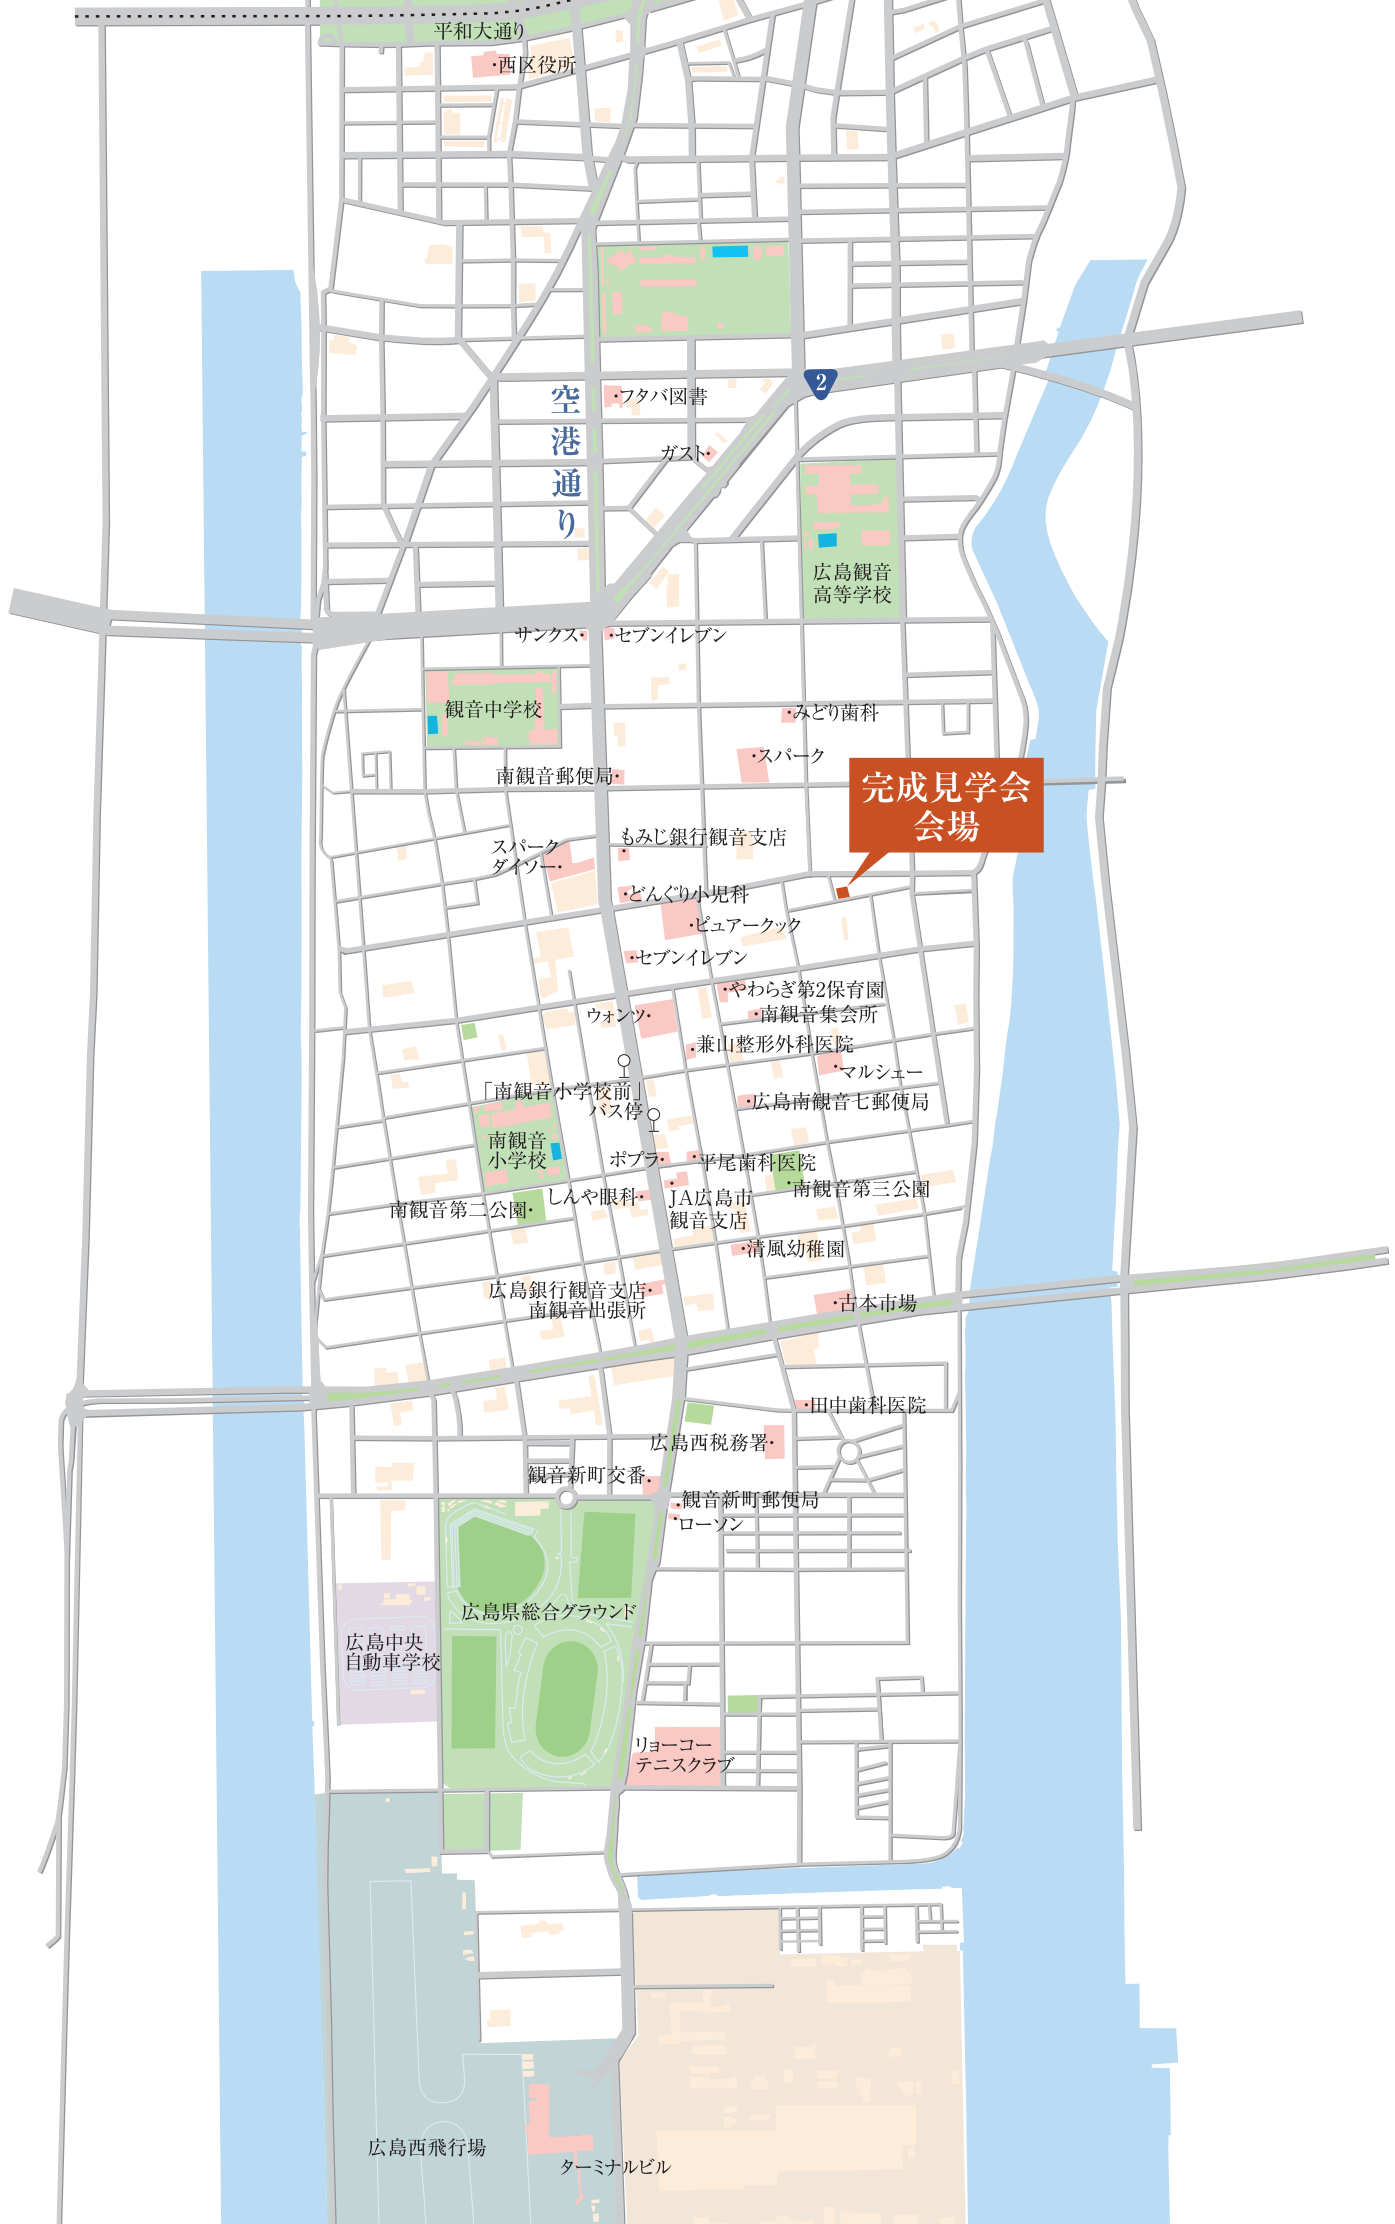 平和大通り
・西区役所
2
空港通り
・フタバ図書
ガスト・
広島観音
高等学校
サンクス・
・セブンイレブン
観音中学校
・みどり歯科
・スパーク
南観音郵便局・
完成見学会
会場
もみじ銀行観音支店
スパーク
ダイソー・
・どんぐり小児科
・ピュアークック
・セブンイレブン
・やわらぎ第2保育園
ウォンツ・
・南観音集会所
・兼山整形外科医院
・マルシェー
「南観音小学校前」
バス停
・広島南観音七郵便局
南観音
小学校
ポプラ・
・平尾歯科医院
・南観音第三公園
しんや眼科・
JA広島市
観音支店
南観音第二公園・
・清風幼稚園
広島銀行観音支店・
南観音出張所
・古本市場
・田中歯科医院
広島西税務署・
観音新町交番・
・観音新町郵便局
・ローソン
広島県総合グラウンド
広島中央
自動車学校
リョーコー
テニスクラブ
広島西飛行場
ターミナルビル